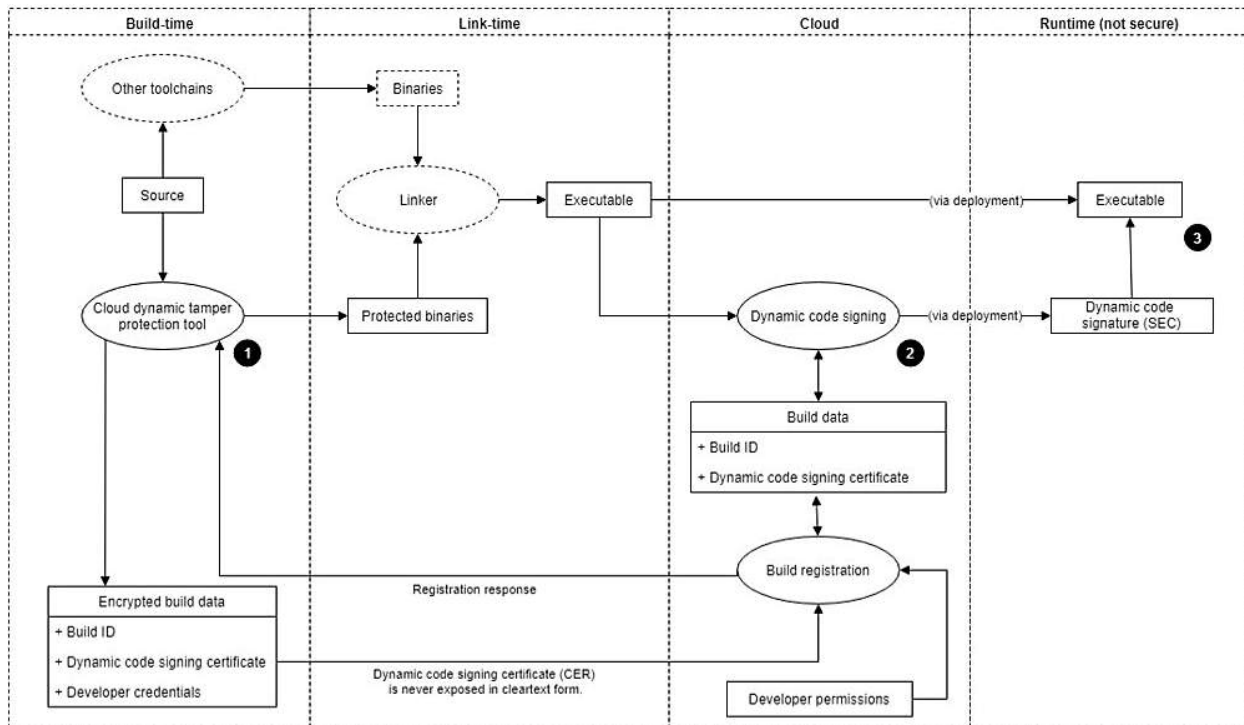 Build-time
Link-time
Cloud
Runtime (not secure)
Other toolchains
Binaries
Source
Linker
Executable
(via deployment)
Executable
3
Cloud dynamic tamper
protection tool
1
Protected binaries
Dynamic code signing
2
(via deployment)
Dynamic code
signature (SEC)
Build data
+ Build ID
+ Dynamic code signing certificate
Build registration
Registration response
Encrypted build data
+ Build ID
+ Dynamic code signing certificate
+ Developer credentials
Dynamic code signing certificate (CER)
is never exposed in cleartext form.
Developer permissions